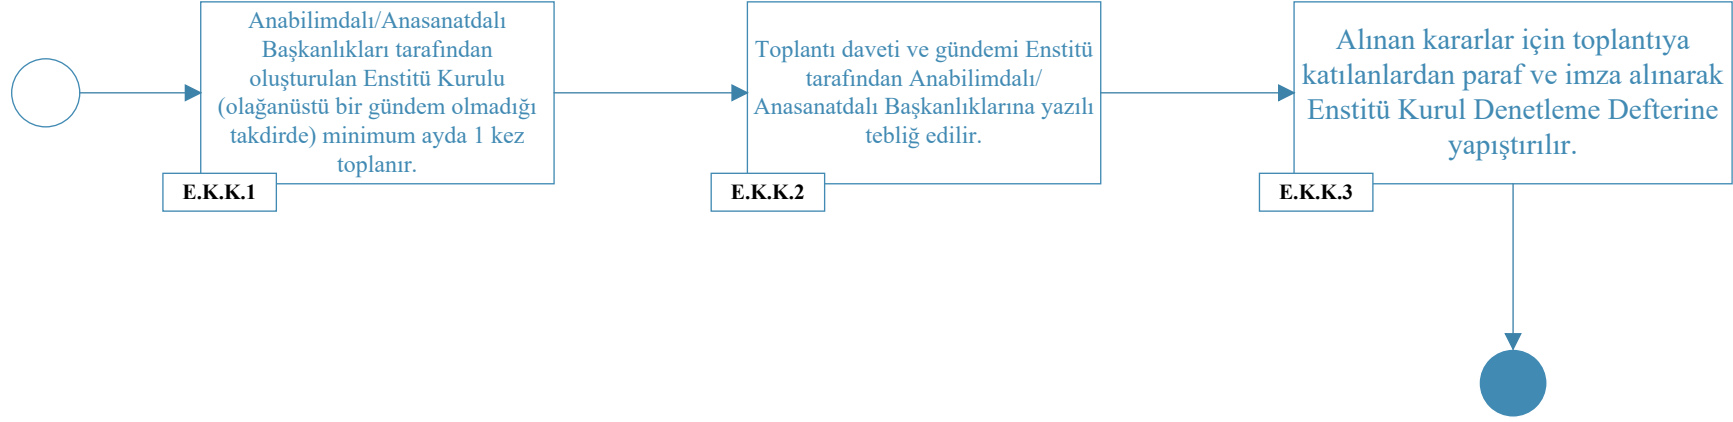 Anabilimdalı/Anasanatdalı
Başkanlıkları tarafından
oluşturulan Enstitü Kurulu
(olağanüstü bir gündem olmadığı
takdirde) minimum ayda 1 kez
toplanır.
E.K.K.1
Toplantı daveti ve gündemi Enstitü
tarafından Anabilimdalı/
Anasanatdalı Başkanlıklarına yazılı
tebliğ edilir.
E.K.K.2
Alınan kararlar için toplantıya
katılanlardan paraf ve imza alınarak
Enstitü Kurul Denetleme Defterine
yapıştırılır.
E.K.K.3